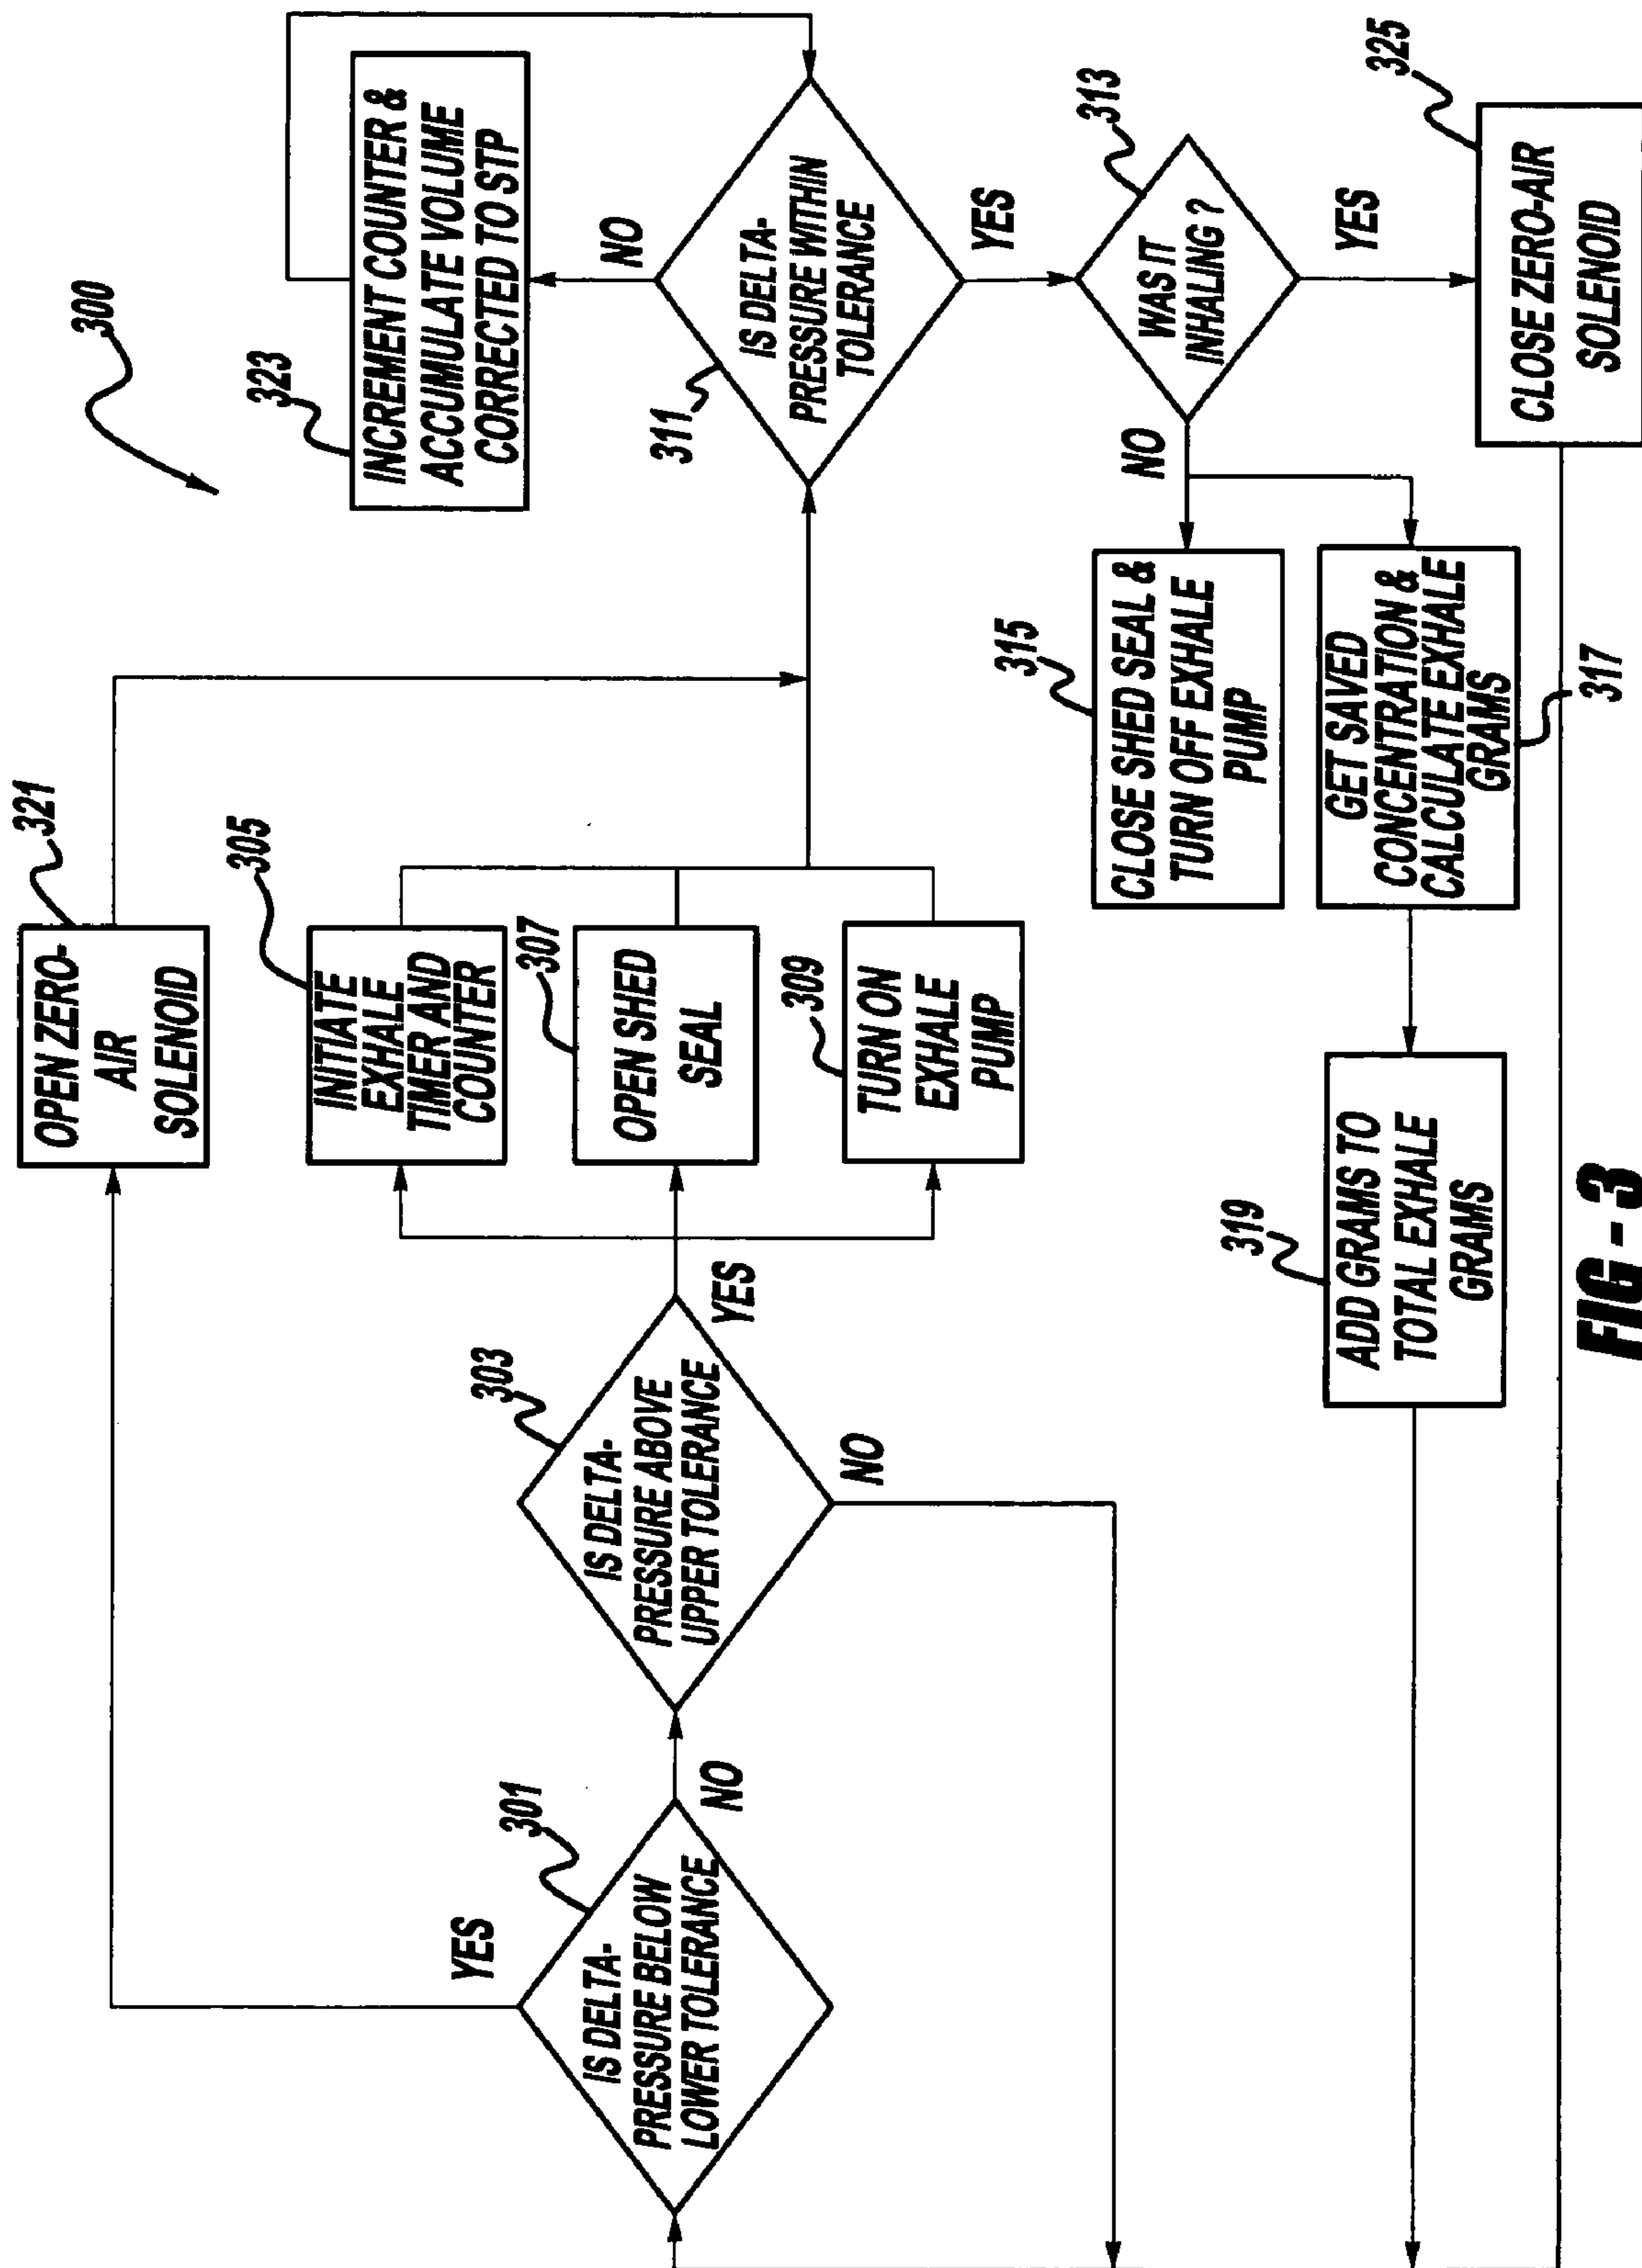 300
301
IS DELTA-
PRESSURE BELOW
LOWER TOLERANCE
YES
NO
303
IS DELTA-
PRESSURE ABOVE
UPPER TOLERANCE
YES
NO
321
OPEN ZERO-
AIR
SOLENOID
305
INITIATE
EXHALE
TIMER AND
COUNTER
307
OPEN SHED
SEAL
309
TURN ON
EXHALE
PUMP
323
INCREMENT COUNTER &
ACCUMULATE VOLUME
CORRECTED TO STP
NO
311
IS DELTA-
PRESSURE WITHIN
TOLERANCE
YES
313
WAS IT
INHALING ?
NO
YES
315
CLOSE SHED SEAL &
TURN OFF EXHALE
PUMP
GET SAVED
CONCENTRATION &
CALCULATE EXHALE
GRAMS
317
319
ADD GRAMS TO
TOTAL EXHALE
GRAMS
325
CLOSE ZERO-AIR
SOLENOID
FIG - 3